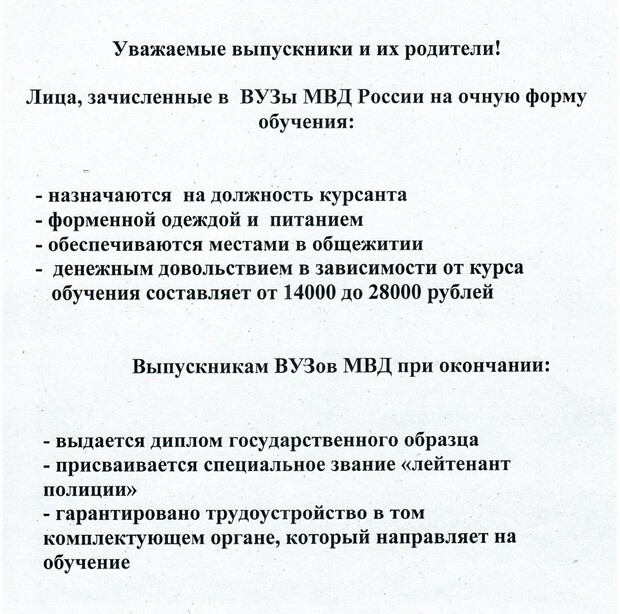 Уважаемые выпускники и их родители!
Лица, зачисленные в ВУЗы МВД России на очную форму
обучения:
- назначаются на должность курсанта
- форменной одеждой и питанием
- обеспечиваются местами в общежитии
- денежным довольствием в зависимости от курса
обучения составляет от 14000 до 28000 рублей
Выпускникам ВУЗов МВД при окончании:
- выдается диплом государственного образца
- присваивается специальное звание «лейтенант
полиции»
- гарантировано трудоустройство в том
комплектующем органе, который направляет на
обучение